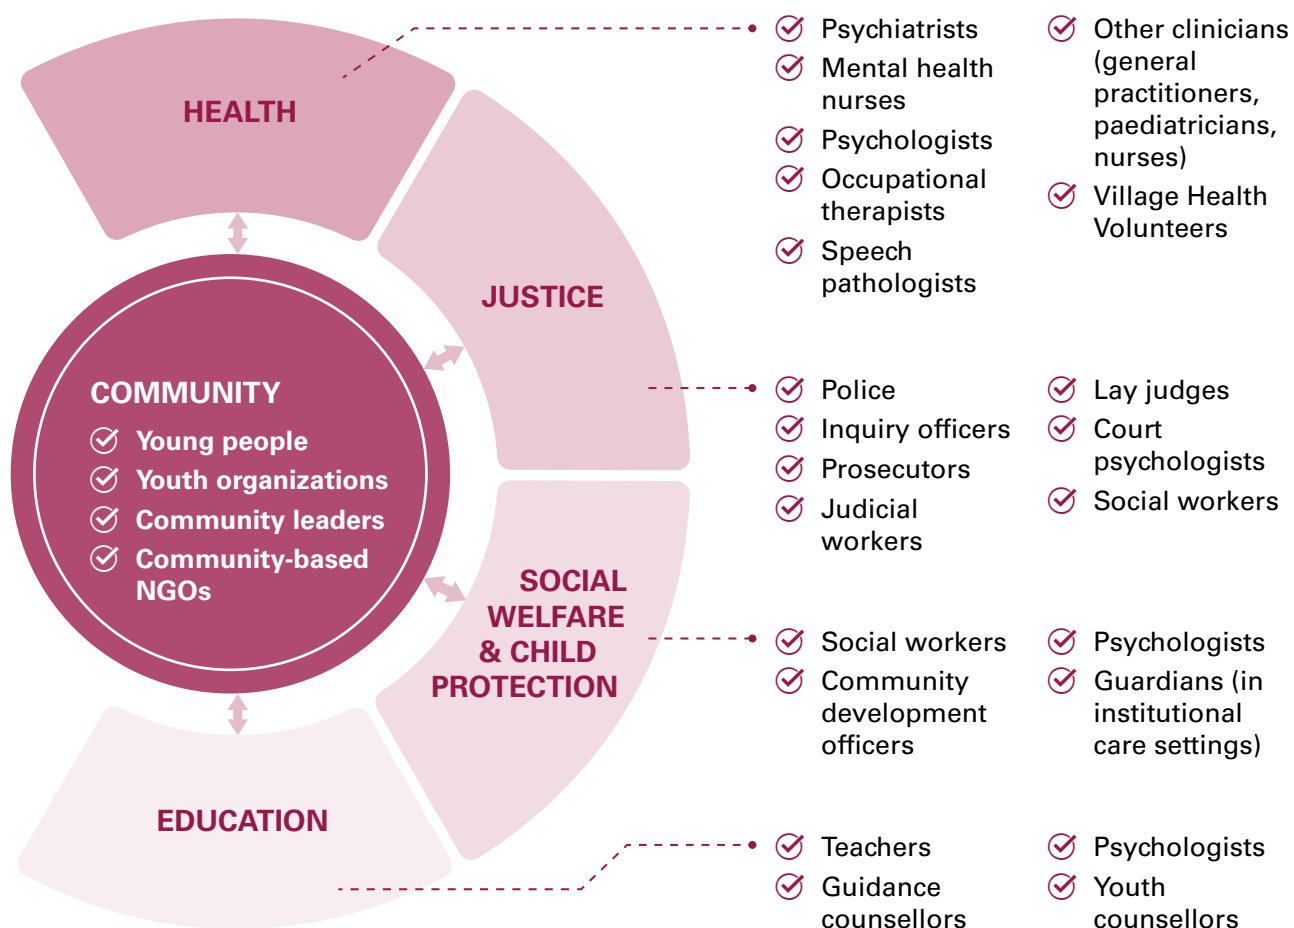 HEALTH
JUSTICE
COMMUNITY
Young people
Youth organizations
Community leaders
Community-based
NGOs
SOCIAL
WELFARE
& CHILD
PROTECTION
EDUCATION
Psychiatrists
Mental health
nurses
Psychologists
Occupational
therapists
Speech
pathologists
Other clinicians
(general
practitioners,
paediatricians,
nurses)
Village Health
Volunteers
Police
Inquiry officers
Prosecutors
Judicial
workers
Lay judges
Court
psychologists
Social workers
Social workers
Community
development
officers
Psychologists
Guardians (in
institutional
care settings)
Teachers
Guidance
counsellors
Psychologists
Youth
counsellors